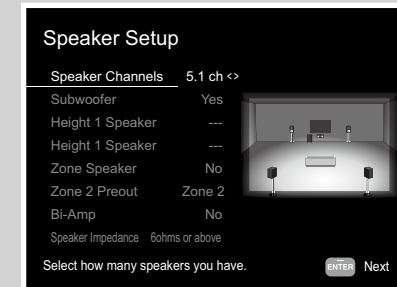 Speaker Setup
Speaker Channels 5.1 ch <>
Subwoofer Yes
Height 1 Speaker ---
Height 1 Speaker ---
Zone Speaker No
Zone 2 Preout Zone 2
Bi-Amp No
Speaker Impedance 6ohms or above
Select how many speakers you have. ENTER Next